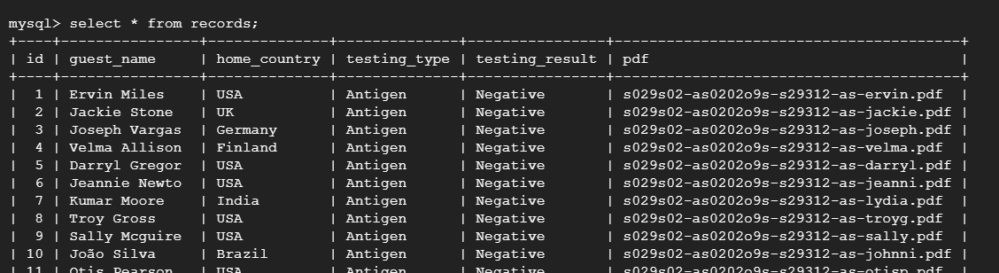 mysql> select * from records;
+----+----------------+--------------+--------------+----------------+----------------------------------------+
| id | guest_name | home_country | testing_type | testing_result | pdf |
+----+----------------+--------------+--------------+----------------+----------------------------------------+
| 1 | Ervin Miles | USA | Antigen | Negative | s029s02-as0202o9s-s29312-as-ervin.pdf |
| 2 | Jackie Stone | UK | Antigen | Negative | s029s02-as0202o9s-s29312-as-jackie.pdf |
| 3 | Joseph Vargas | Germany | Antigen | Negative | s029s02-as0202o9s-s29312-as-joseph.pdf |
| 4 | Velma Allison | Finland | Antigen | Negative | s029s02-as0202o9s-s29312-as-velma.pdf |
| 5 | Darryl Gregor | USA | Antigen | Negative | s029s02-as0202o9s-s29312-as-darryl.pdf |
| 6 | Jeannie Newto | USA | Antigen | Negative | s029s02-as0202o9s-s29312-as-jeanni.pdf |
| 7 | Kumar Moore | India | Antigen | Negative | s029s02-as0202o9s-s29312-as-lydia.pdf |
| 8 | Troy Gross | USA | Antigen | Negative | s029s02-as0202o9s-s29312-as-troyg.pdf |
| 9 | Sally Mcguire | USA | Antigen | Negative | s029s02-as0202o9s-s29312-as-sally.pdf |
| 10 | João Silva | Brazil | Antigen | Negative | s029s02-as0202o9s-s29312-as-johnni.pdf |
| 11 | Otis Pearson | USA | Antigen | Negative | s029s02-as0202o9s-s29312-as-otisp.pdf |